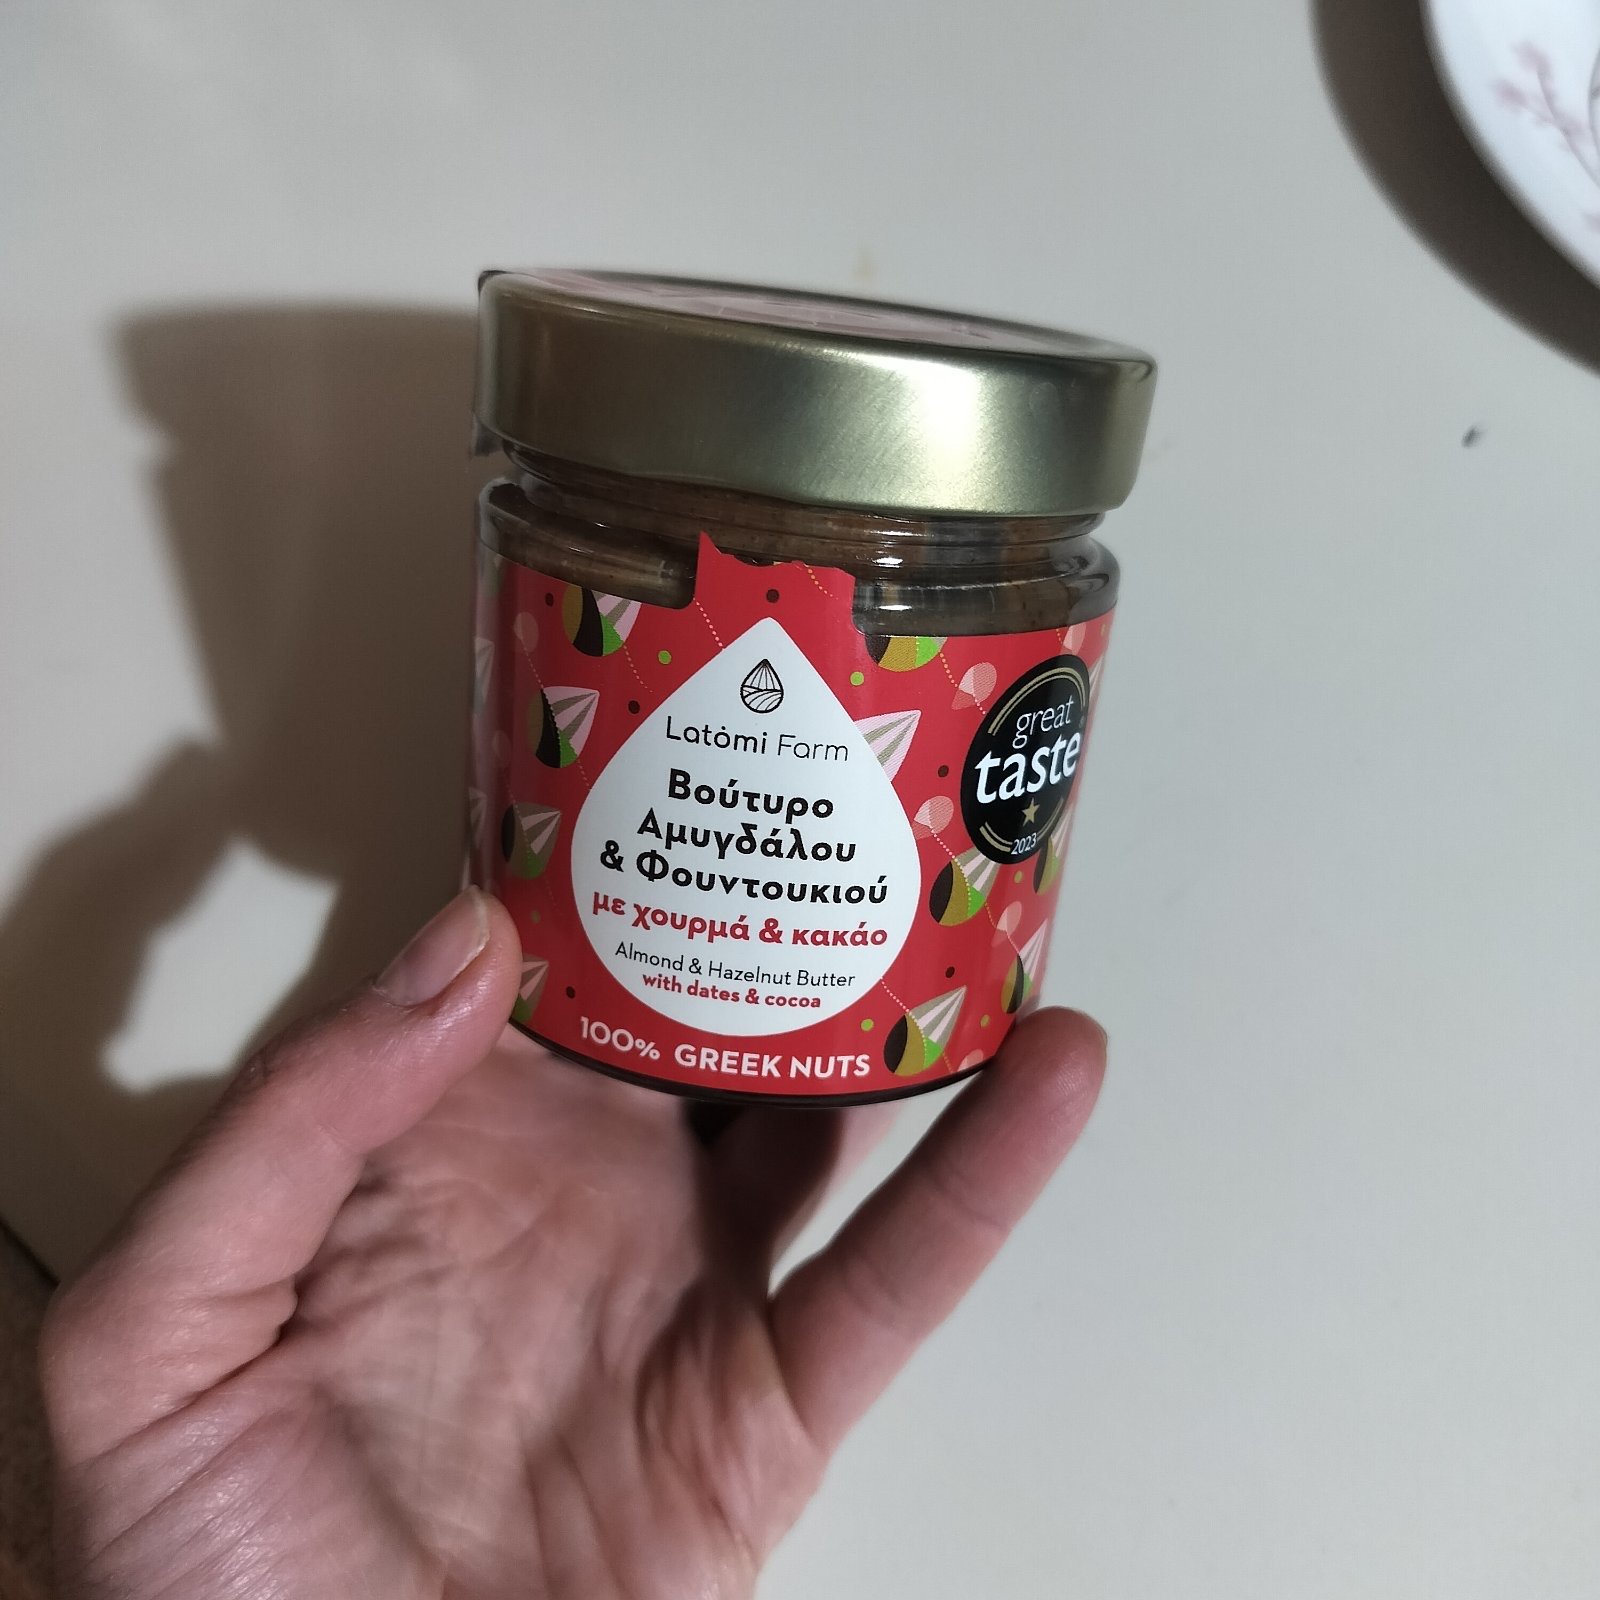 Latömi Farm
Βούτυρο
Αμυγδάλου
& Φουντουκιού
με χουρμά & κακάο
Almond & Hazelnut Butter
with dates & cocoa
100% GREEK NUTS
great
taste
2023